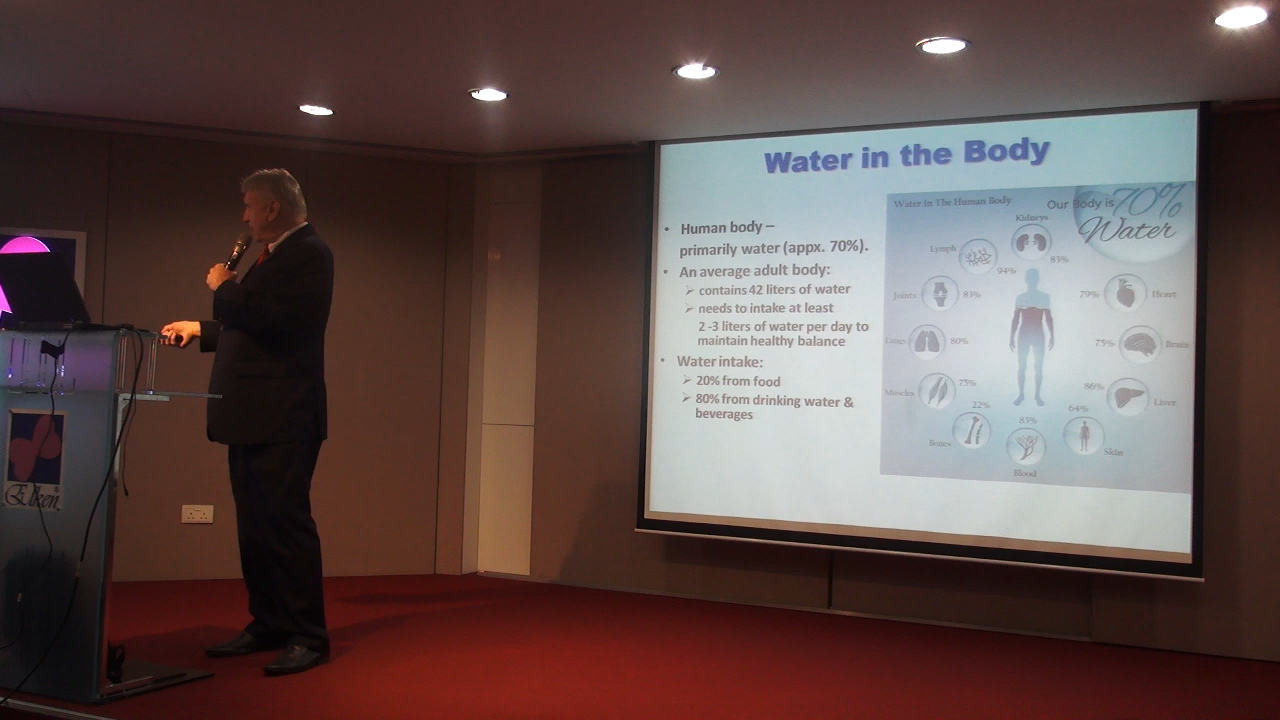 Water in the Body
• Human body –
primarily water (appx. 70%).
• An average adult body:
➢ contains 42 liters of water
➢ needs to intake at least
2 -3 liters of water per day to
maintain healthy balance
• Water intake:
➢ 20% from food
➢ 80% from drinking water &
beverages
Water In The Human Body
Our Body is 70%
Water
Kidneys
83%
Lymph
94%
Joints
83%
Lungs
80%
Muscles
75%
Bones
22%
Blood
83%
Skin
64%
Liver
86%
Brain
75%
Heart
79%
Elken